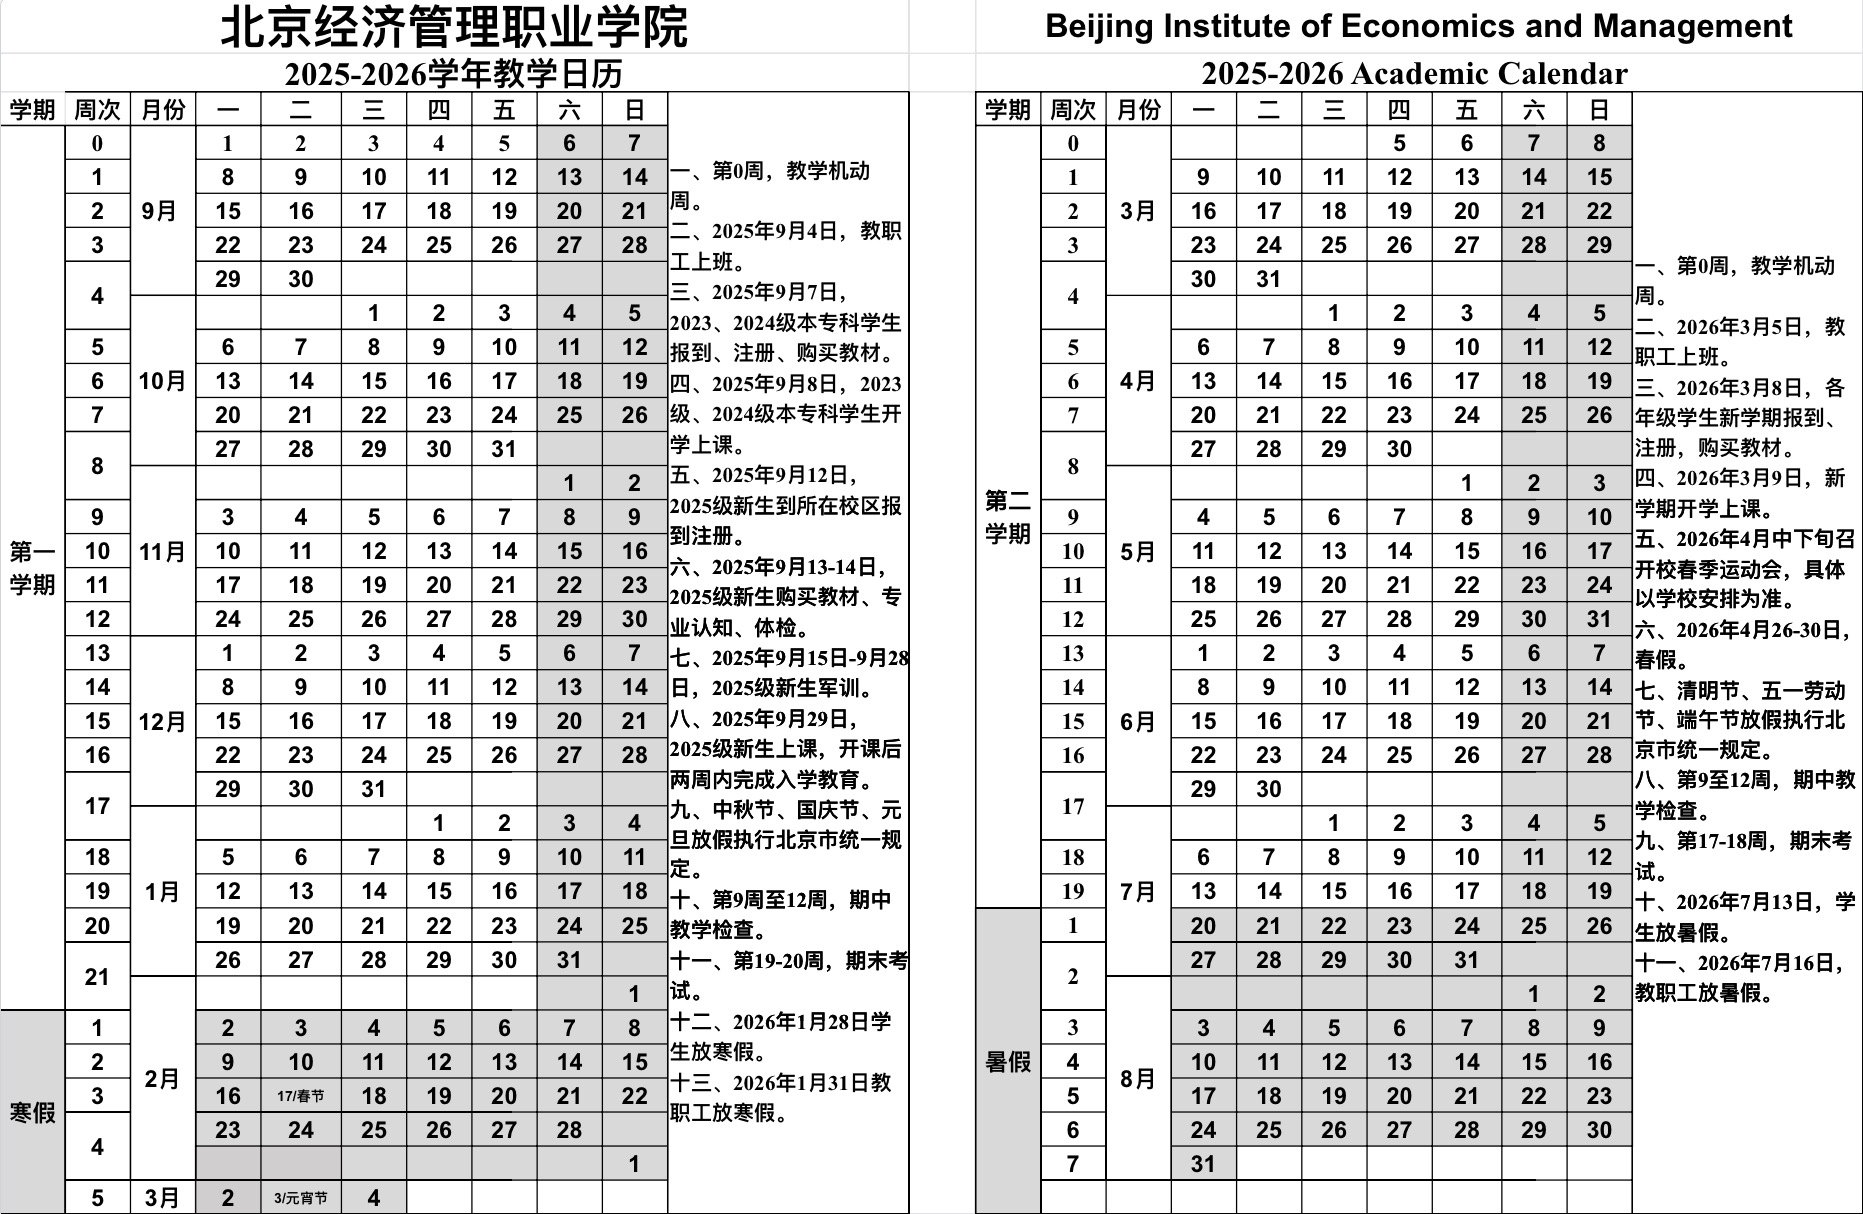 北京经济管理职业学院
2025-2026学年教学日历
学期 周次 月份 一 二 三 四 五 六 日
第一学期
0 9月 1 2 3 4 5 6 7
1 8 9 10 11 12 13 14
2 15 16 17 18 19 20 21
3 22 23 24 25 26 27 28
4 29 30
10月 1 2 3 4 5
5 6 7 8 9 10 11 12
6 13 14 15 16 17 18 19
7 20 21 22 23 24 25 26
8 27 28 29 30 31
11月 1 2
9 3 4 5 6 7 8 9
10 10 11 12 13 14 15 16
11 17 18 19 20 21 22 23
12 24 25 26 27 28 29 30
13 12月 1 2 3 4 5 6 7
14 8 9 10 11 12 13 14
15 15 16 17 18 19 20 21
16 22 23 24 25 26 27 28
17 29 30 31
1月 1 2 3 4
18 5 6 7 8 9 10 11
19 12 13 14 15 16 17 18
20 19 20 21 22 23 24 25
21 26 27 28 29 30 31
2月 1
寒假
1 2 3 4 5 6 7 8
2 9 10 11 12 13 14 15
3 16 17/春节 18 19 20 21 22
4 23 24 25 26 27 28
1
5 3月 2 3/元宵节 4
一、第0周，教学机动
周。
二、2025年9月4日，教职
工上班。
三、2025年9月7日，
2023、2024级本专科学生
报到、注册、购买教材。
四、2025年9月8日，2023
级、2024级本专科学生开
学上课。
五、2025年9月12日，
2025级新生到所在校区报
到注册。
六、2025年9月13-14日，
2025级新生购买教材、专
业认知、体检。
七、2025年9月15日-9月28
日，2025级新生军训。
八、2025年9月29日，
2025级新生上课，开课后
两周内完成入学教育。
九、中秋节、国庆节、元
旦放假执行北京市统一规
定。
十、第9周至12周，期中
教学检查。
十一、第19-20周，期末考
试。
十二、2026年1月28日学
生放寒假。
十三、2026年1月31日教
职工放寒假。
Beijing Institute of Economics and Management
2025-2026 Academic Calendar
学期 周次 月份 一 二 三 四 五 六 日
第二学期
0 3月 5 6 7 8
1 9 10 11 12 13 14 15
2 16 17 18 19 20 21 22
3 23 24 25 26 27 28 29
4 30 31
4月 1 2 3 4 5
5 6 7 8 9 10 11 12
6 13 14 15 16 17 18 19
7 20 21 22 23 24 25 26
8 27 28 29 30
5月 1 2 3
9 4 5 6 7 8 9 10
10 11 12 13 14 15 16 17
11 18 19 20 21 22 23 24
12 25 26 27 28 29 30 31
13 6月 1 2 3 4 5 6 7
14 8 9 10 11 12 13 14
15 15 16 17 18 19 20 21
16 22 23 24 25 26 27 28
17 29 30
7月 1 2 3 4 5
18 6 7 8 9 10 11 12
19 13 14 15 16 17 18 19
暑假
1 20 21 22 23 24 25 26
2 27 28 29 30 31
8月 1 2
3 3 4 5 6 7 8 9
4 10 11 12 13 14 15 16
5 17 18 19 20 21 22 23
6 24 25 26 27 28 29 30
7 31
一、第0周，教学机动
周。
二、2026年3月5日，教
职工上班。
三、2026年3月8日，各
年级学生新学期报到、
注册，购买教材。
四、2026年3月9日，新
学期开学上课。
五、2026年4月中下旬召
开校春季运动会，具体
以学校安排为准。
六、2026年4月26-30日，
春假。
七、清明节、五一劳动
节、端午节放假执行北
京市统一规定。
八、第9至12周，期中教
学检查。
九、第17-18周，期末考
试。
十、2026年7月13日，学
生放暑假。
十一、2026年7月16日，
教职工放暑假。